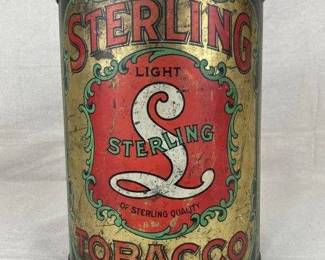 STERLING
LIGHT
£
STERLING
OF STERLING QUALITY
TOBACCO